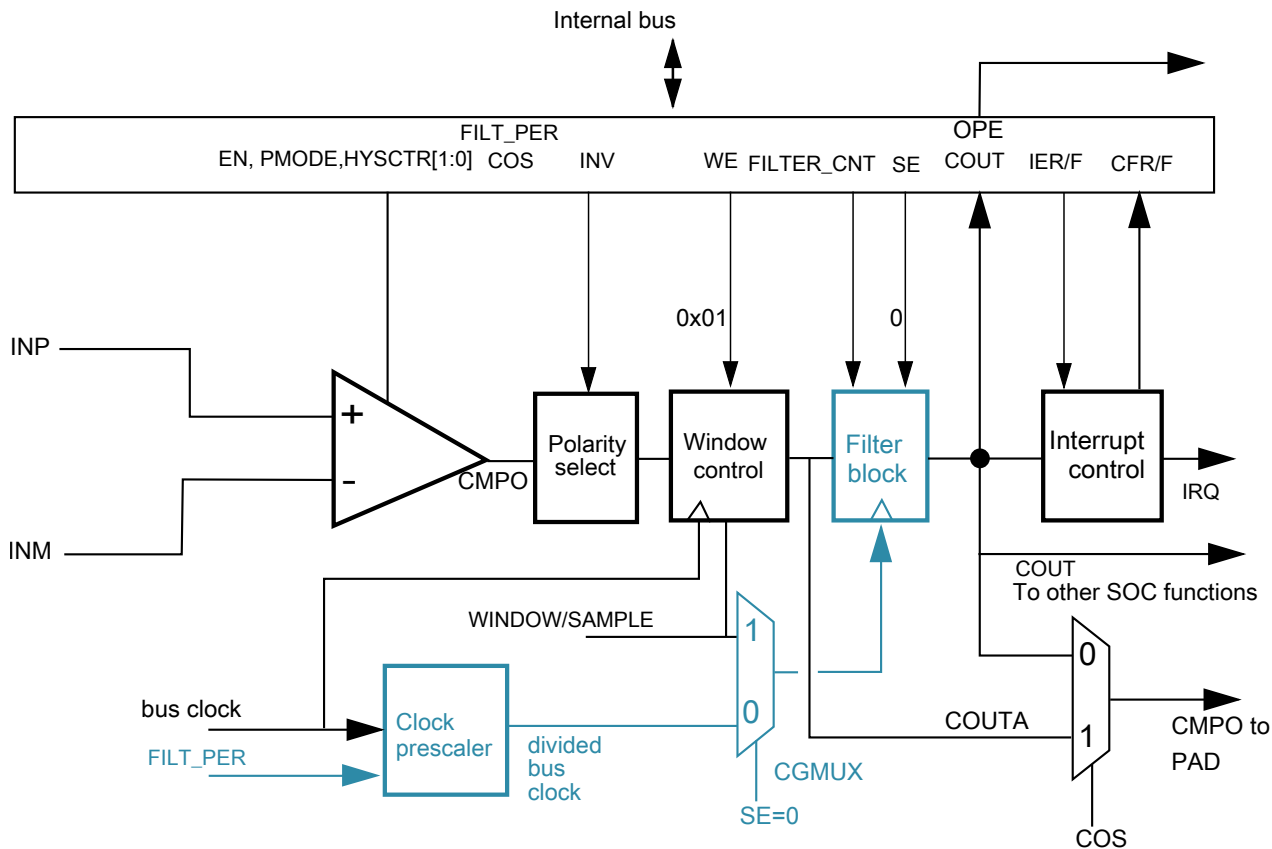 Internal bus
FILT_PER
OPE
EN, PMODE,HYSCTR[1:0]
COS
INV
WE
FILTER_CNT
SE
COUT
IER/F
CFR/F
0x01
0
INP
+
-
INM
CMPO
Polarity
select
Window
control
Filter
block
Interrupt
control
IRQ
COUT
To other SOC functions
WINDOW/SAMPLE
1
0
bus clock
FILT_PER
Clock
prescaler
divided
bus
clock
CGMUX
SE=0
COUTA
0
1
CMPO to
PAD
COS